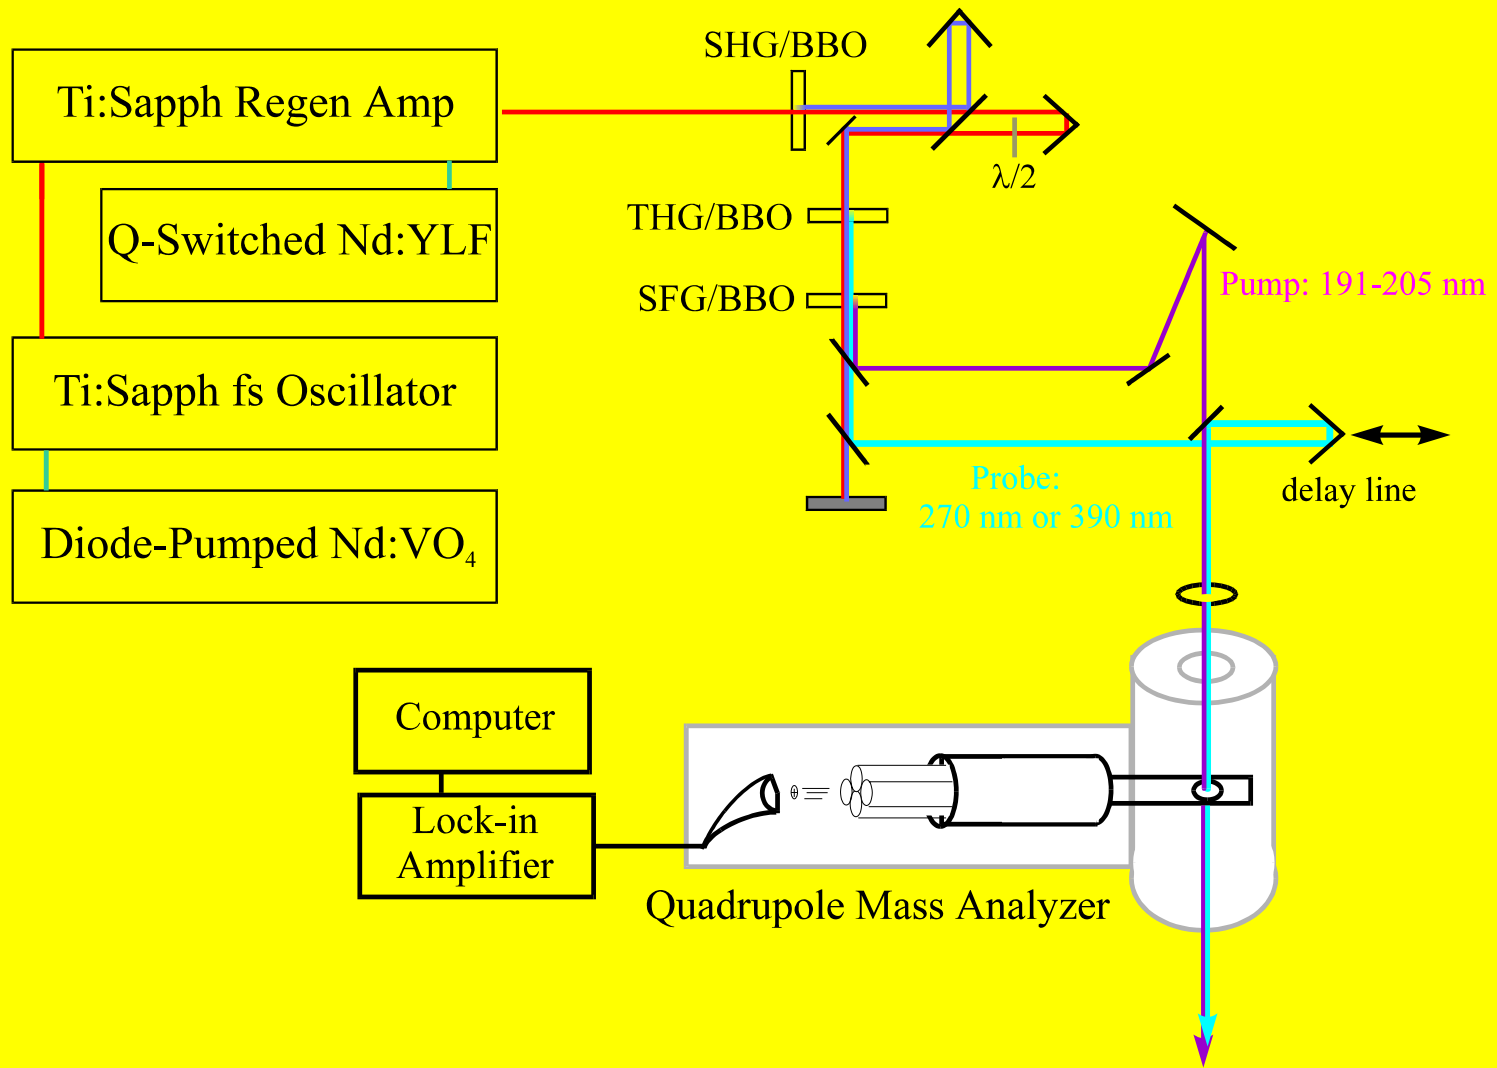 SHG/BBO
Ti:Sapph Regen Amp
λ/2
THG/BBO
Q-Switched Nd:YLF
SFG/BBO
Pump: 191-205 nm
Ti:Sapph fs Oscillator
Probe:
270 nm or 390 nm
delay line
Diode-Pumped Nd:VO₄
Computer
Lock-in
Amplifier
Quadrupole Mass Analyzer